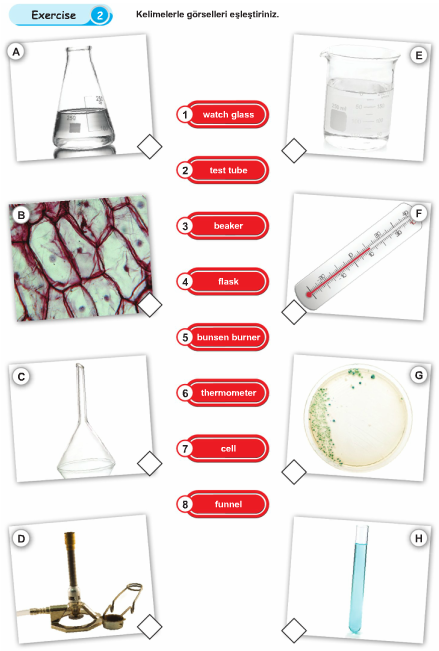 Exercise 2 Kelimelerle görselleri eşleştiriniz.
A
E
1 watch glass
2 test tube
B
3 beaker
F
4 flask
5 bunsen burner
C
6 thermometer
G
7 cell
8 funnel
D
H